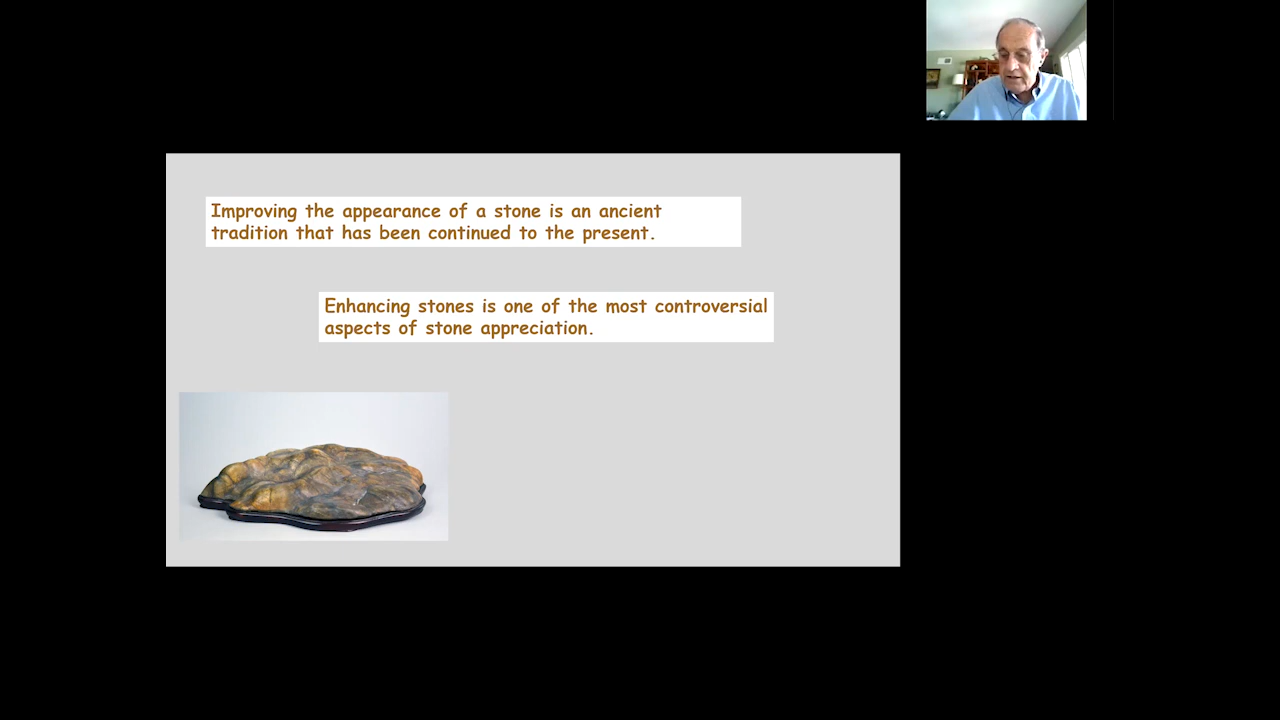 Improving the appearance of a stone is an ancient
tradition that has been continued to the present.
Enhancing stones is one of the most controversial
aspects of stone appreciation.